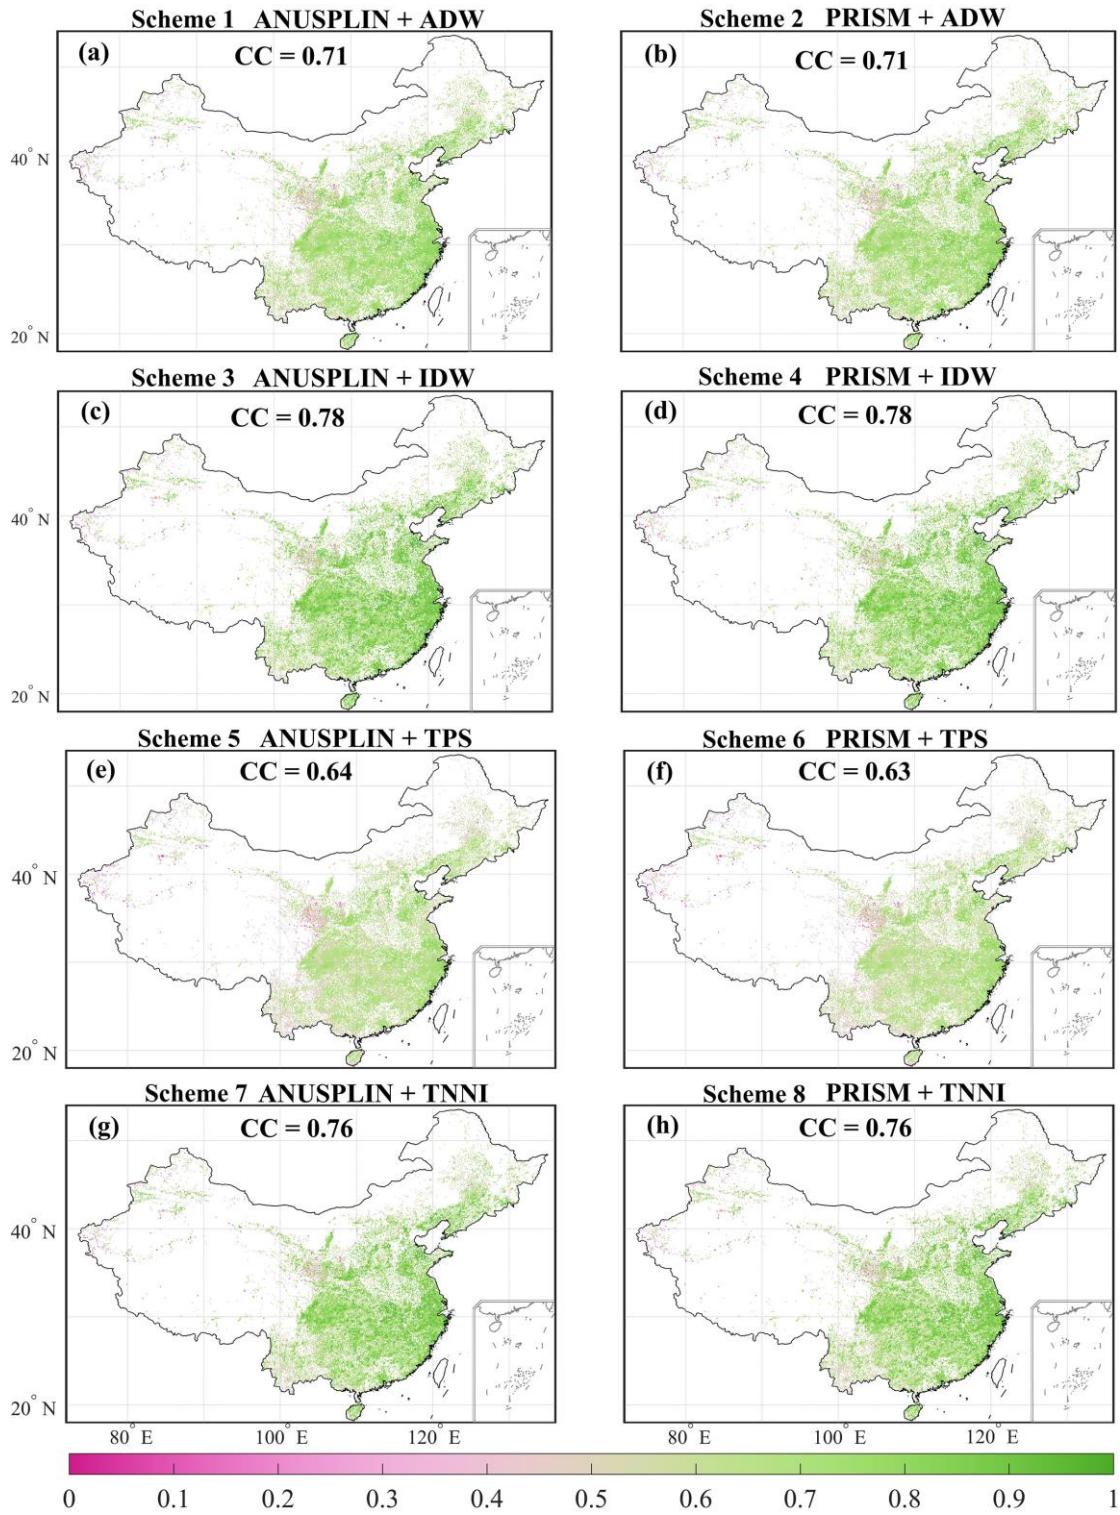 Scheme 1 ANUSPLIN + ADW
Scheme 2 PRISM + ADW
(a)
CC = 0.71
(b)
CC = 0.71
40° N
20° N
Scheme 3 ANUSPLIN + IDW
Scheme 4 PRISM + IDW
(c)
CC = 0.78
(d)
CC = 0.78
40° N
20° N
Scheme 5 ANUSPLIN + TPS
Scheme 6 PRISM + TPS
(e)
CC = 0.64
(f)
CC = 0.63
40° N
20° N
Scheme 7 ANUSPLIN + TNNI
Scheme 8 PRISM + TNNI
(g)
CC = 0.76
(h)
CC = 0.76
40° N
20° N
80° E 100° E 120° E
80° E 100° E 120° E
0 0.1 0.2 0.3 0.4 0.5 0.6 0.7 0.8 0.9 1